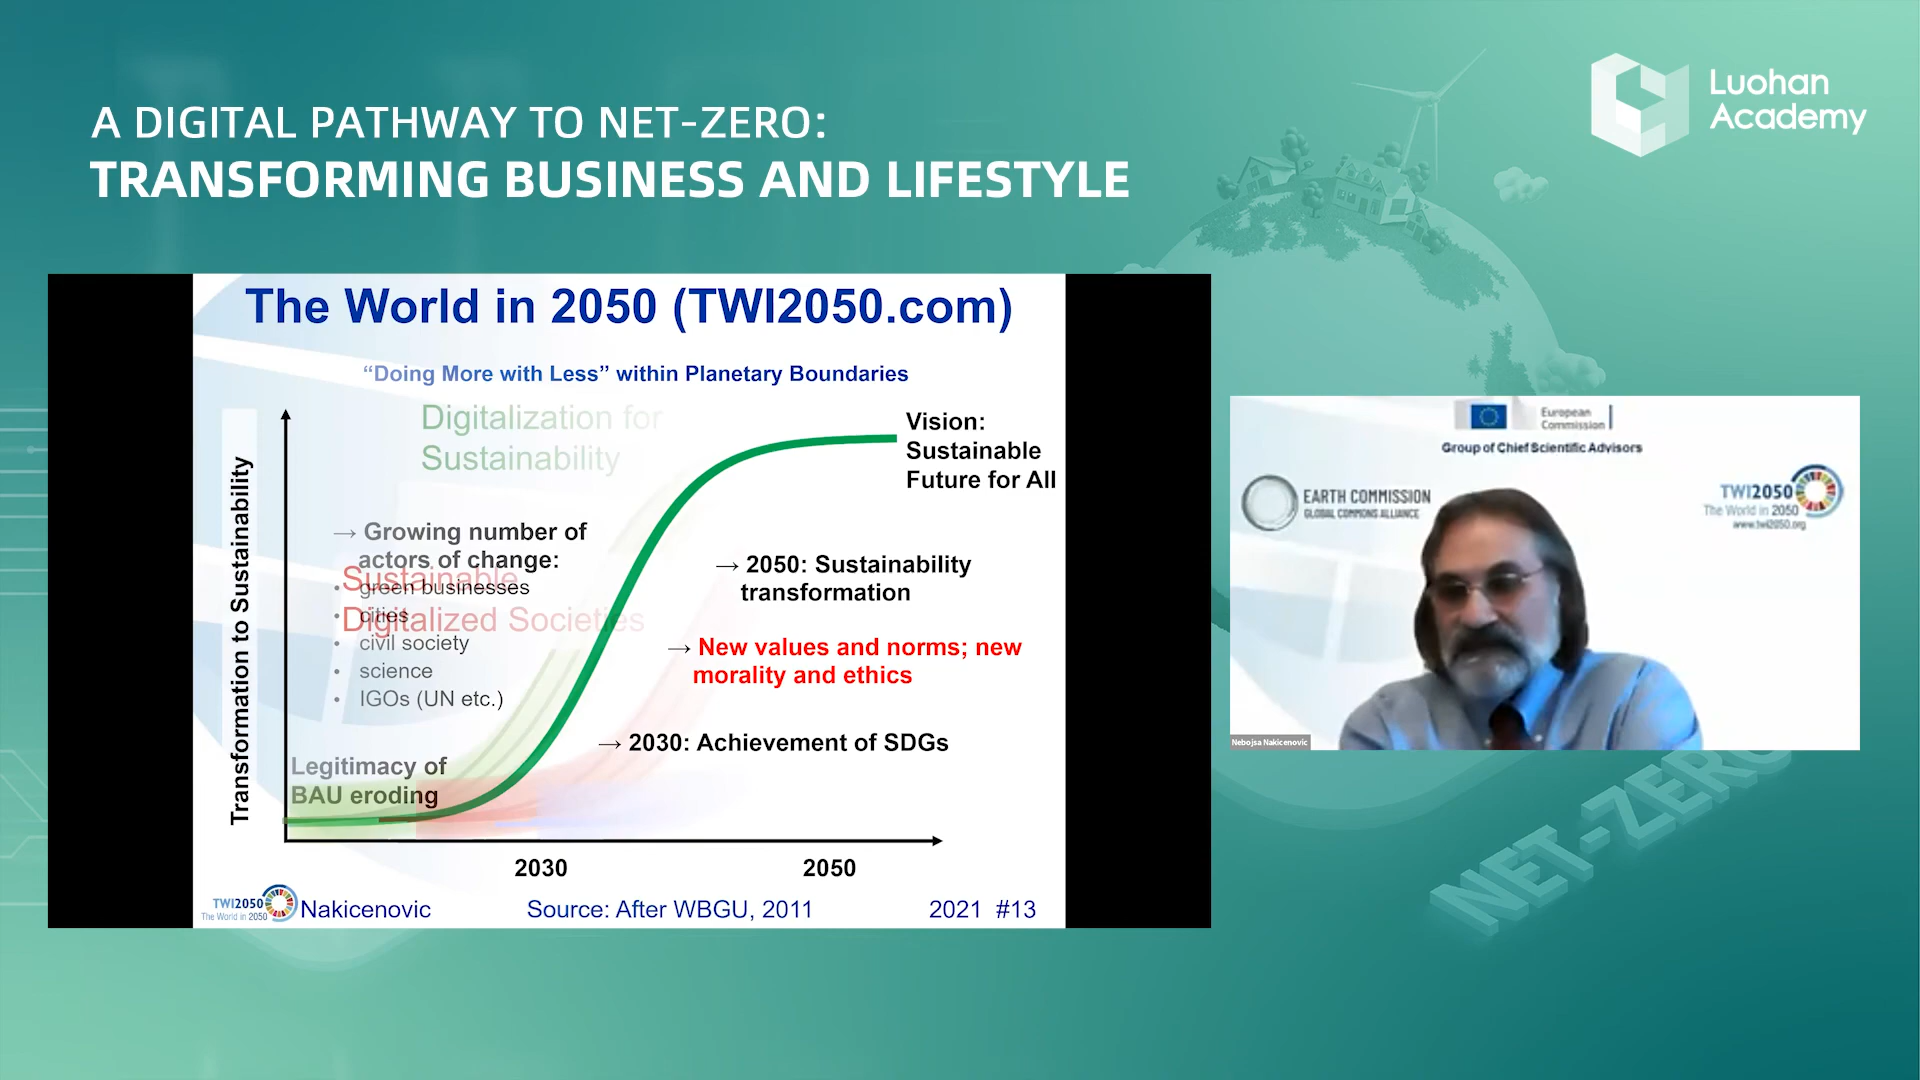 A DIGITAL PATHWAY TO NET-ZERO:
TRANSFORMING BUSINESS AND LIFESTYLE
Luohan
Academy
The World in 2050 (TWI2050.com)
“Doing More with Less” within Planetary Boundaries
Digitalization for
Sustainability
Vision:
Sustainable
Future for All
Transformation to Sustainability
→ Growing number of
actors of change:
• green businesses
• cities
• civil society
• science
• IGOs (UN etc.)
Sustainable
Digitalized Societies
→ 2050: Sustainability
transformation
→ New values and norms; new
morality and ethics
→ 2030: Achievement of SDGs
Legitimacy of
BAU eroding
2030
2050
TWI2050
The World in 2050
Nakicenovic
Source: After WBGU, 2011
2021 #13
European
Commission
Group of Chief Scientific Advisors
EARTH COMMISSION
GLOBAL COMMONS ALLIANCE
TWI2050
The World in 2050
www.twi2050.org
Nebojsa Nakicenovic
NET-ZERO